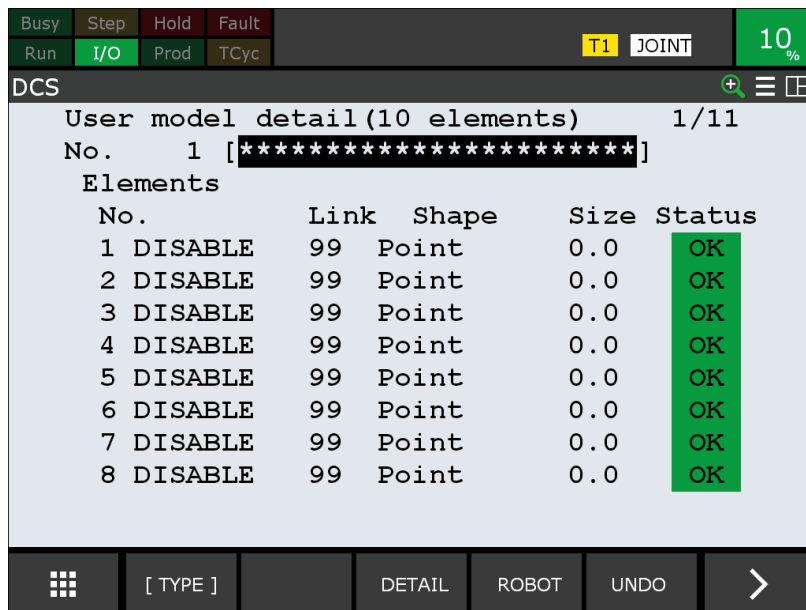 Busy Step Hold Fault
Run I/O Prod TCyc T1 JOINT 10%
DCS
User model detail(10 elements) 1/11
No. 1 [***********************]
Elements
No. Link Shape Size Status
1 DISABLE 99 Point 0.0 OK
2 DISABLE 99 Point 0.0 OK
3 DISABLE 99 Point 0.0 OK
4 DISABLE 99 Point 0.0 OK
5 DISABLE 99 Point 0.0 OK
6 DISABLE 99 Point 0.0 OK
7 DISABLE 99 Point 0.0 OK
8 DISABLE 99 Point 0.0 OK
[ TYPE ] DETAIL ROBOT UNDO